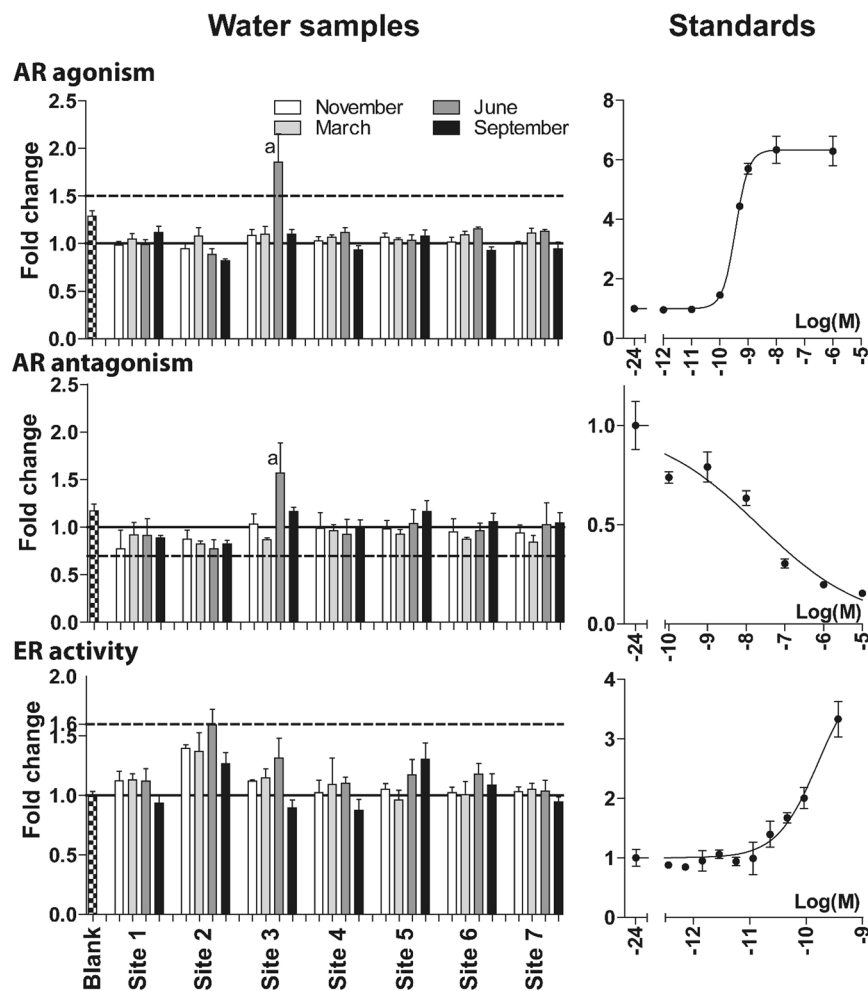 Water samples
Standards
AR agonism
Fold change
2.5
2.0
1.5
1.0
0.5
0.0
November
March
June
September
a
8
6
4
2
0
Log(M)
-24
-12
-11
-10
-9
-8
-7
-6
-5
AR antagonism
Fold change
2.5
2.0
1.5
1.0
0.5
0.0
a
1.0
0.5
0.0
Log(M)
-24
-10
-9
-8
-7
-6
-5
ER activity
Fold change
2.0
1.6
1.5
1.0
0.5
0.0
4
3
2
1
0
Log(M)
-24
-12
-11
-10
-9
Blank
Site 1
Site 2
Site 3
Site 4
Site 5
Site 6
Site 7